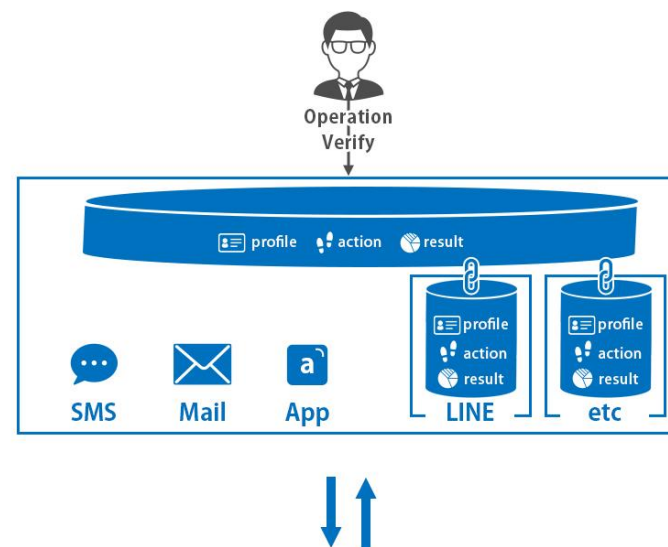 Operation
Verify
profile action result
profile
action
result
profile
action
result
a
SMS Mail App LINE etc